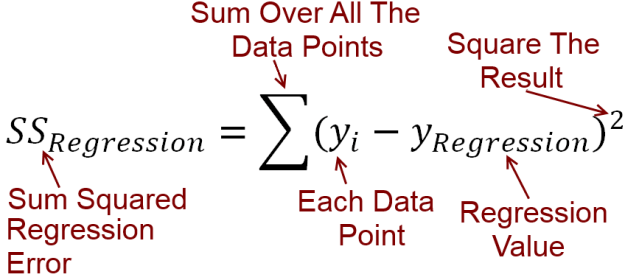 Sum Over All The
Data Points
Square The
Result
SS_Regression = ∑(y_i − y_Regression)^2
Sum Squared
Regression
Error
Each Data
Point
Regression
Value